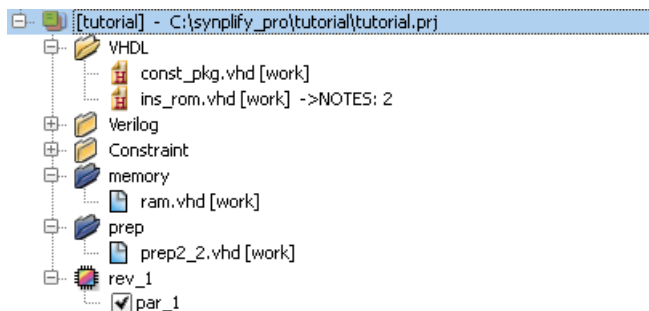 [tutorial] - C:\synplify_pro\tutorial\tutorial.prj
VHDL
const_pkg.vhd [work]
ins_rom.vhd [work] ->NOTES: 2
Verilog
Constraint
memory
ram.vhd [work]
prep
prep2_2.vhd [work]
rev_1
par_1